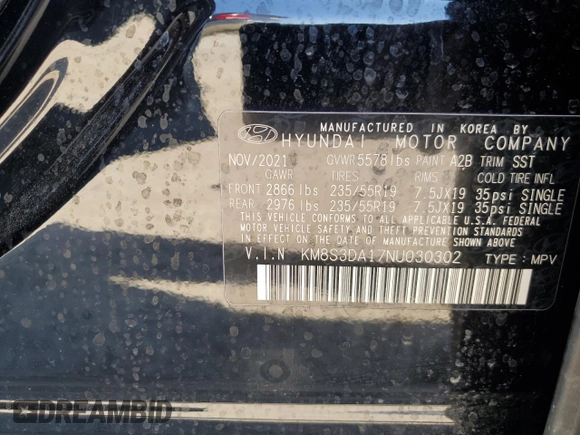 MANUFACTURED BY
IN KOREA BY
HYUNDAI MOTOR COMPANY
NOV/2021 GVWR 5578 lbs PAINT A2B TRIM SST
GAWR TIRES RIMS COLD TIRE INFL
FRONT 2866 lbs 235/55R19 7.5JX19 35psi SINGLE
REAR 2976 lbs 235/55R19 7.5JX19 35psi SINGLE
THIS VEHICLE CONFORMS TO ALL APPLICABLE U.S.A. FEDERAL
MOTOR VEHICLE SAFETY, BUMPER, AND THEFT PREVENTION STANDARDS
IN EFFECT ON THE DATE OF MANUFACTURE SHOWN ABOVE.
V.I.N KM8S3DA17NU030302 TYPE: MPV
DREAMBID